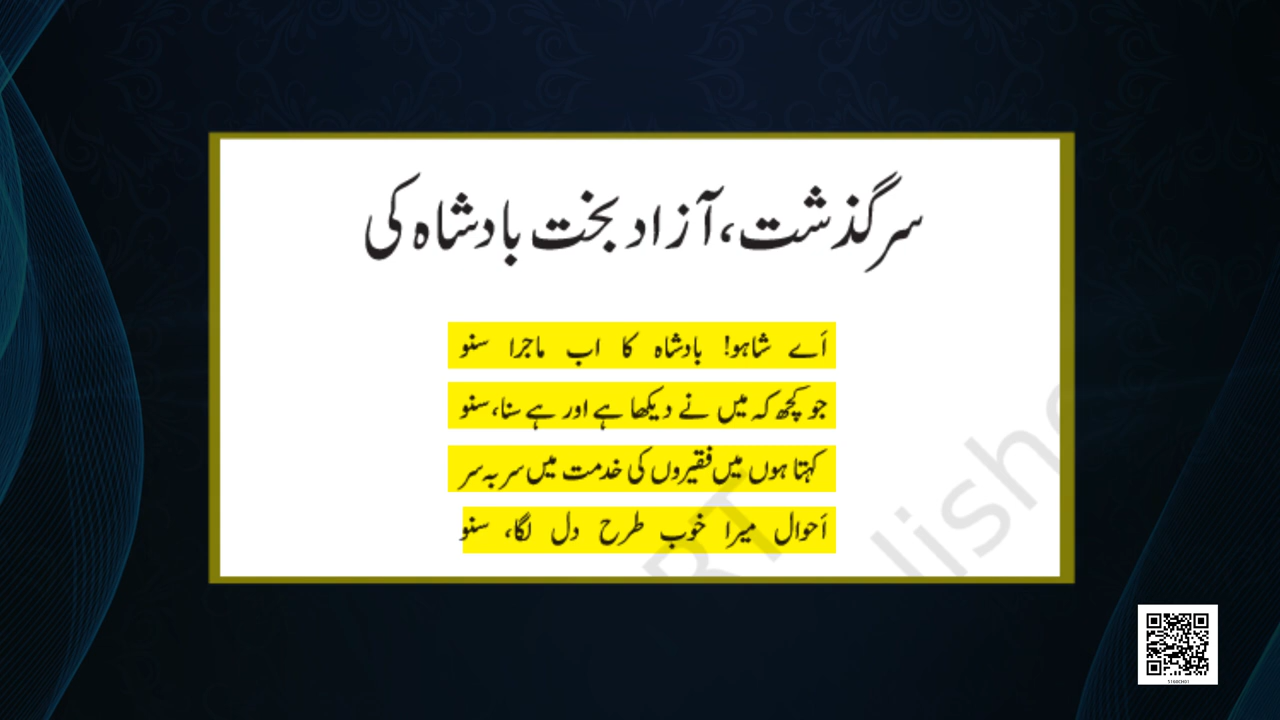 سرگذشت، آزاد بخت بادشاہ کی
اَے شاہو! بادشاہ کا اب ماجرا سنو
جو کچھ کہ میں نے دیکھا ہے اور ہے سنا، سنو
کہتا ہوں میں فقیروں کی خدمت میں سر بہ سر
اَحوال میرا خوب طرح دل لگا، سنو